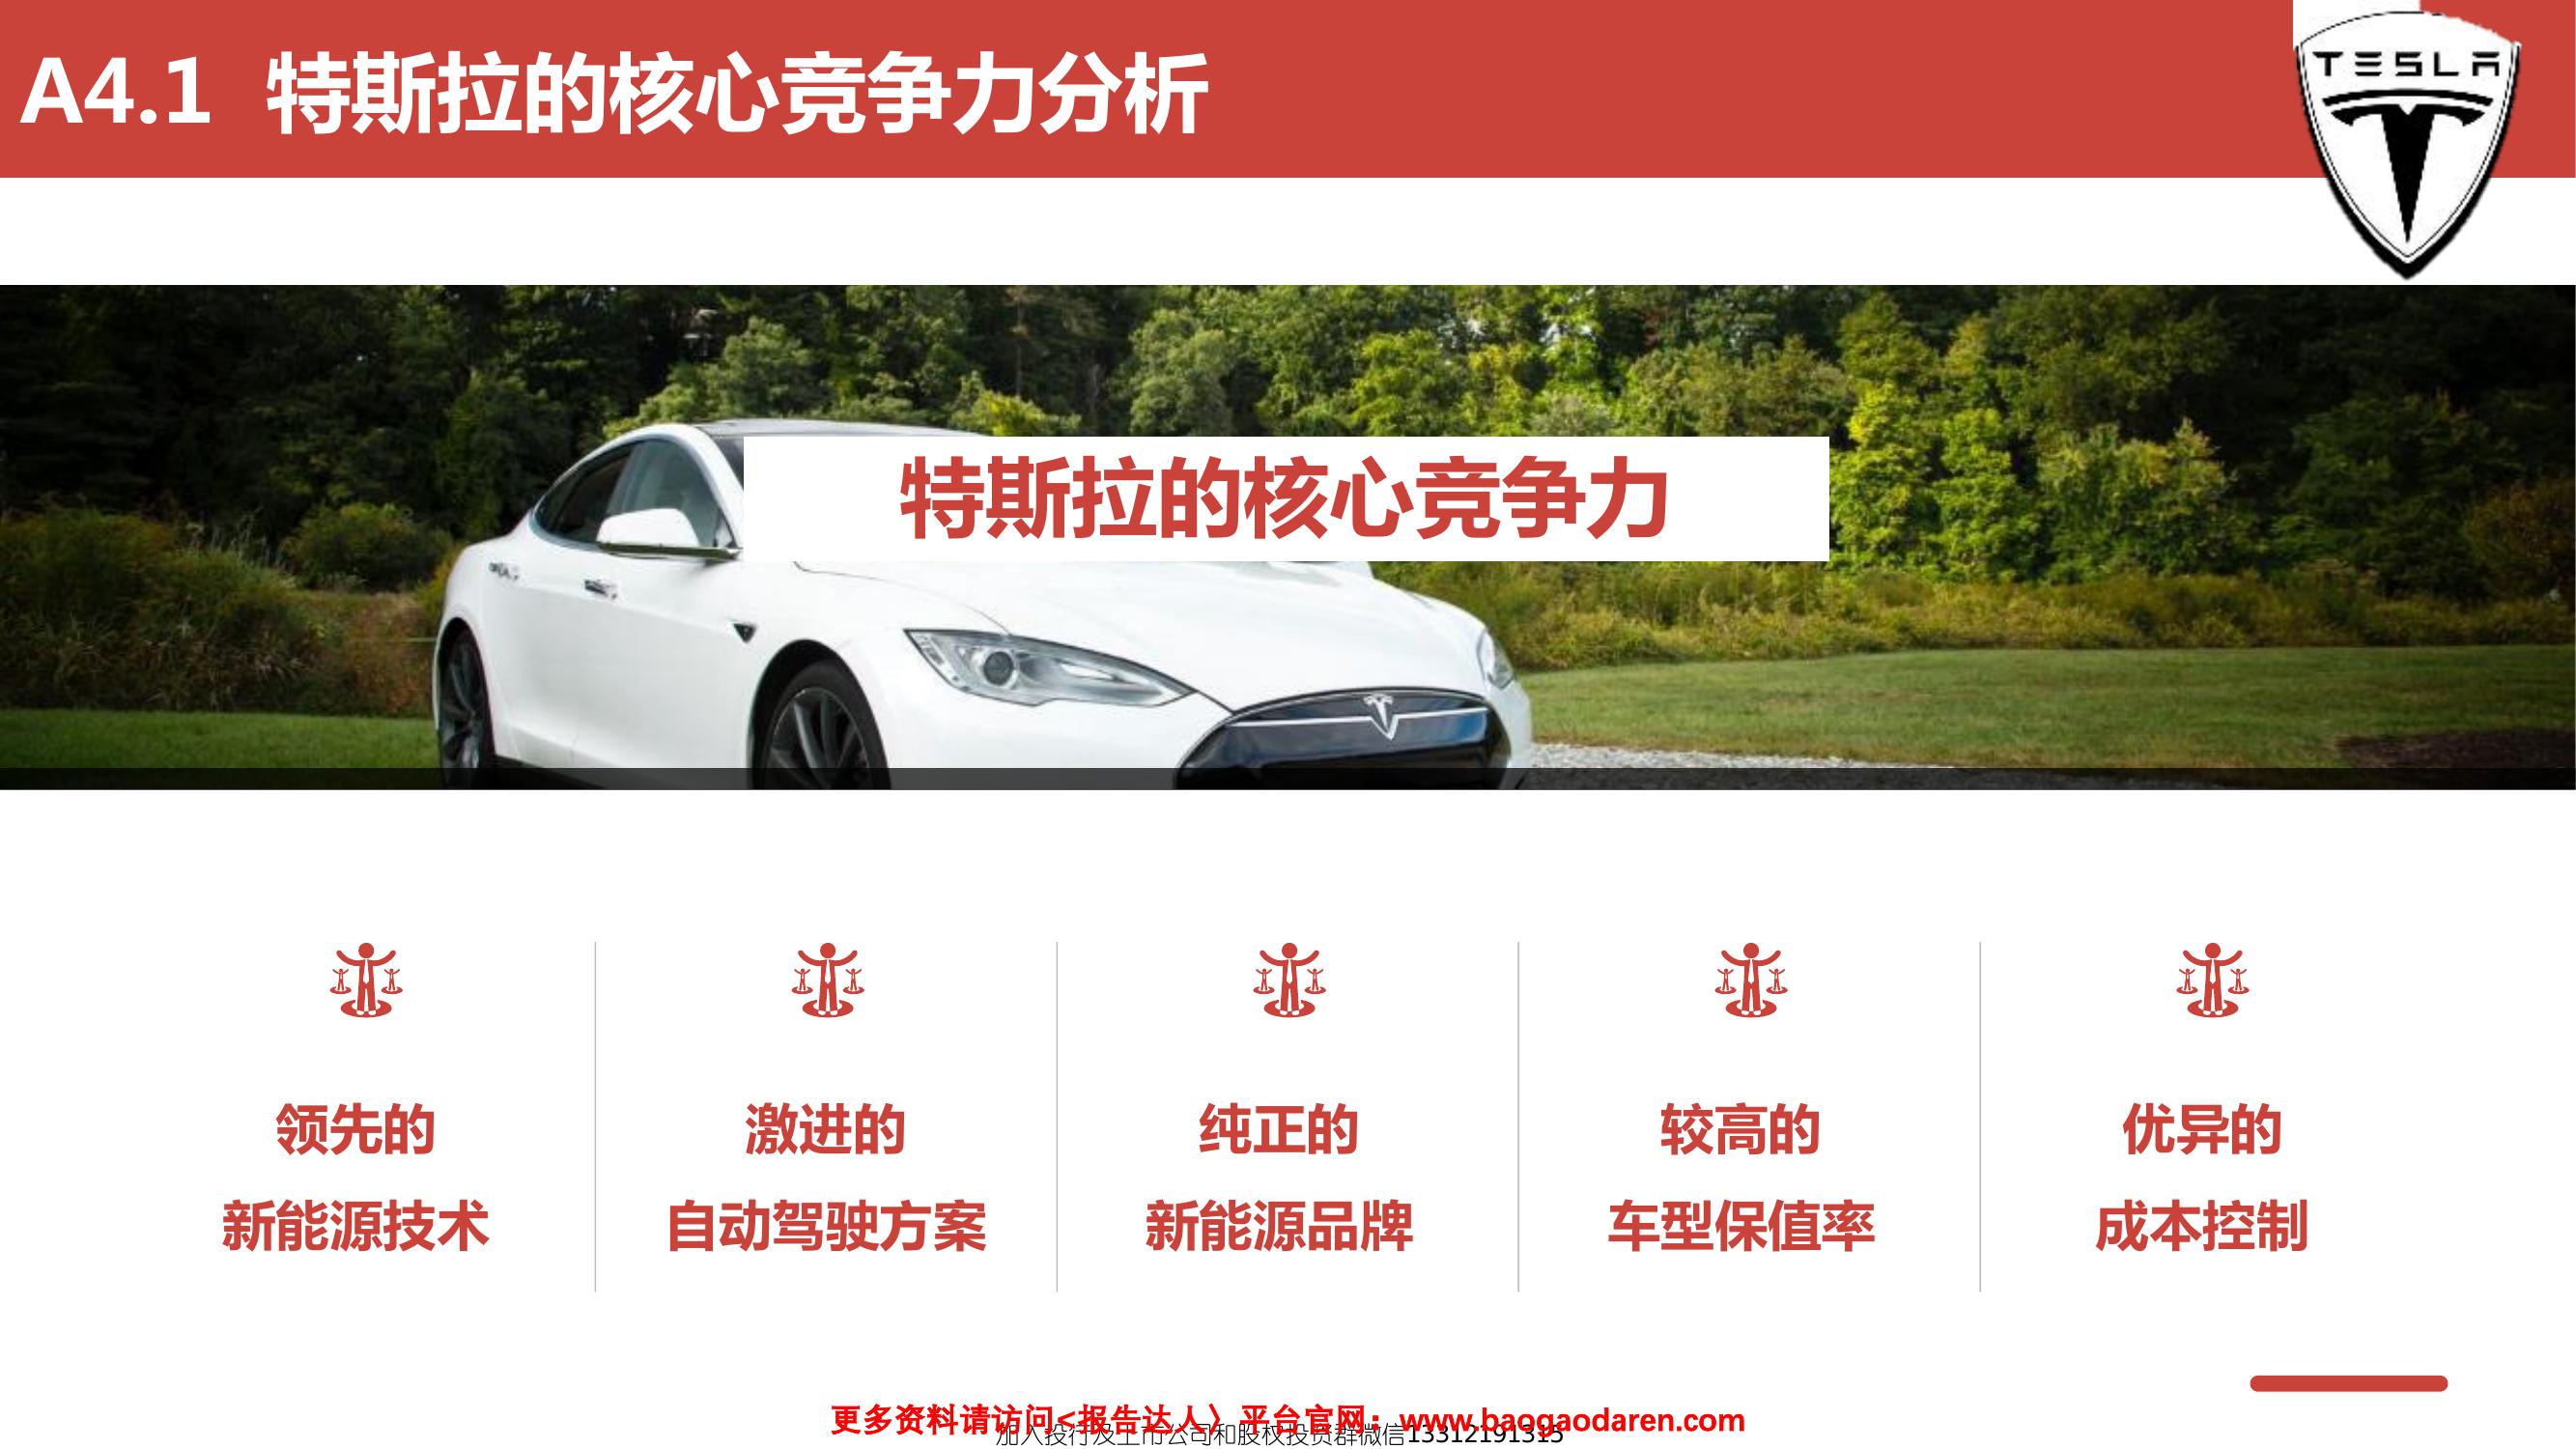 A4.1 特斯拉的核心竞争力分析
TESLA
特斯拉的核心竞争力
领先的
新能源技术
激进的
自动驾驶方案
纯正的
新能源品牌
较高的
车型保值率
优异的
成本控制
更多资料请访问<报告达人〉平台官网：www.baogaodaren.com
加入投行及上市公司和股权投资群微信13312191315